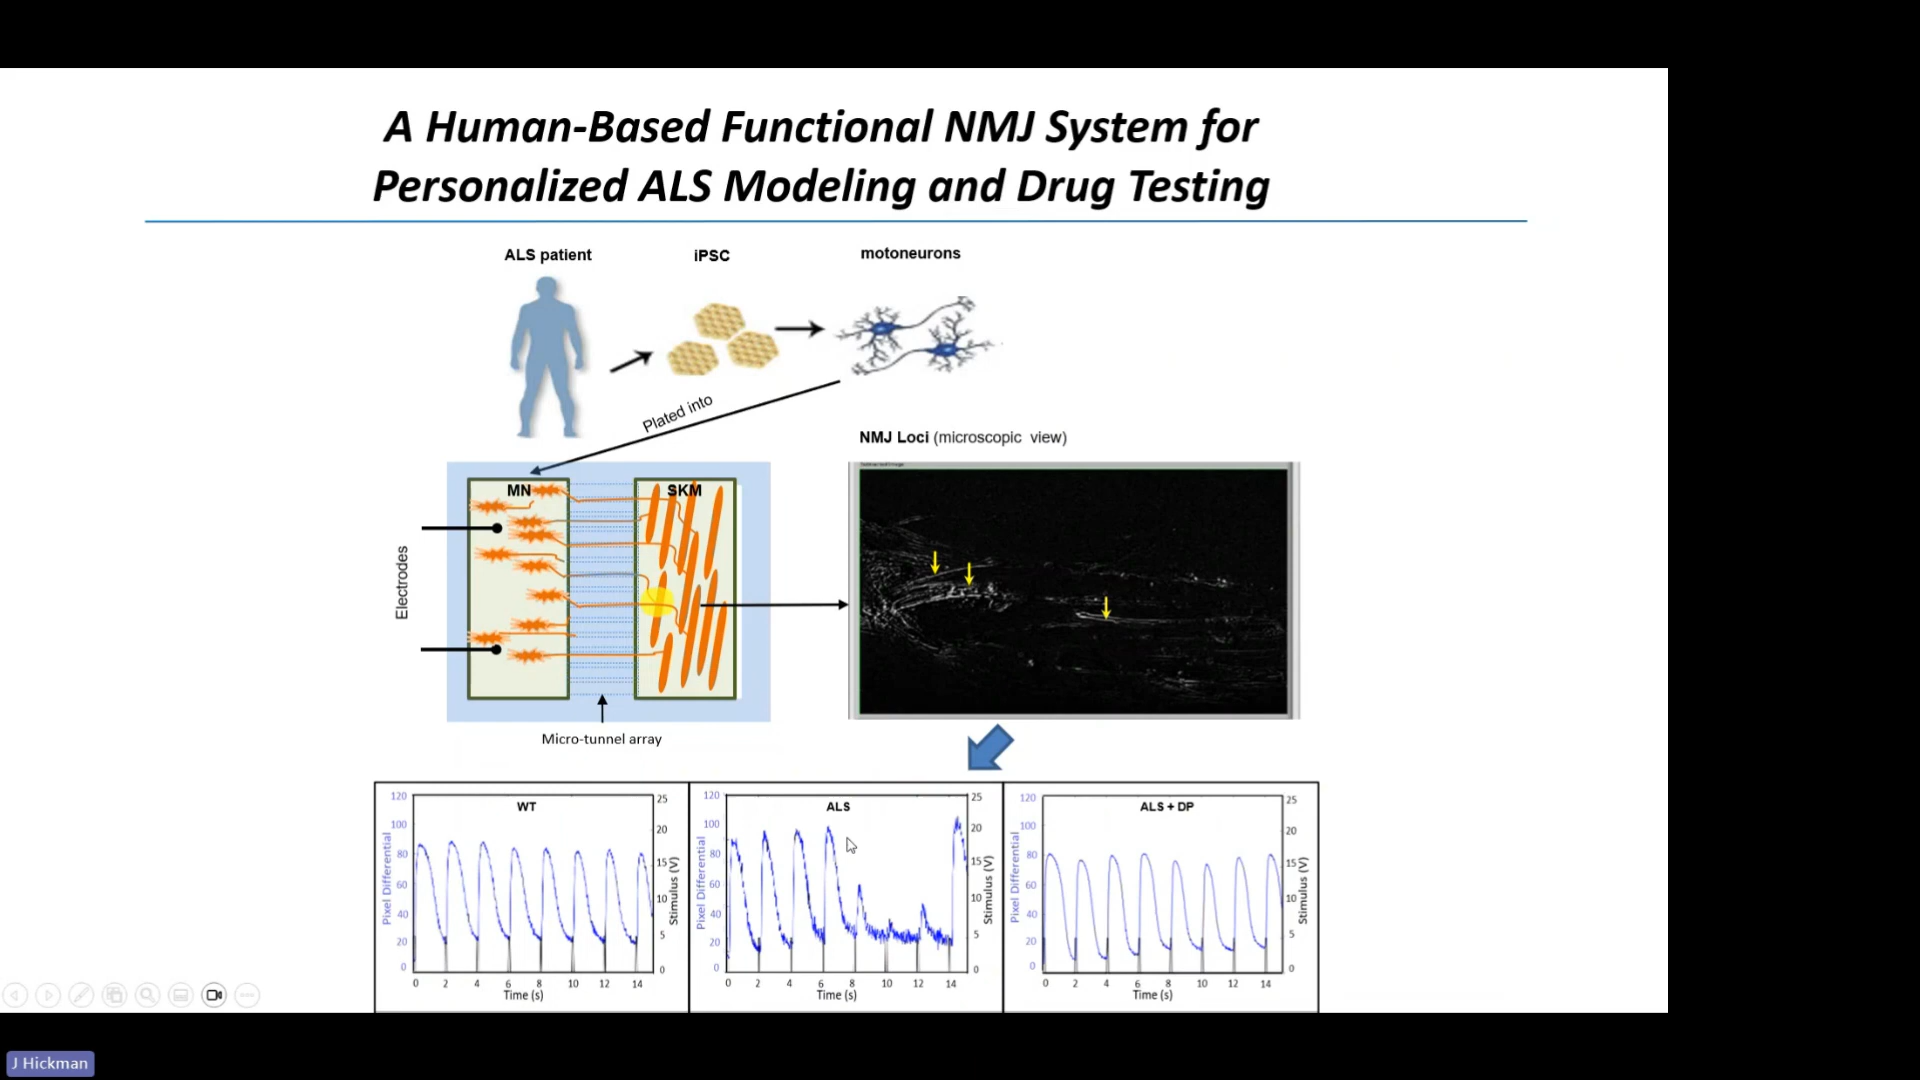 A Human-Based Functional NMJ System for
Personalized ALS Modeling and Drug Testing
ALS patient
iPSC
motoneurons
Plated into
NMJ Loci (microscopic view)
MN
SKM
Electrodes
Micro-tunnel array
WT
120
100
80
60
40
20
0
Pixel Differential
25
20
15
10
5
0
Stimulus (V)
0 2 4 6 8 10 12 14
Time (s)
ALS
120
100
80
60
40
20
0
Pixel Differential
25
20
15
10
5
0
Stimulus (V)
0 2 4 6 8 10 12 14
Time (s)
ALS + DP
120
100
80
60
40
20
0
Pixel Differential
25
20
15
10
5
0
Stimulus (V)
0 2 4 6 8 10 12 14
Time (s)
J Hickman